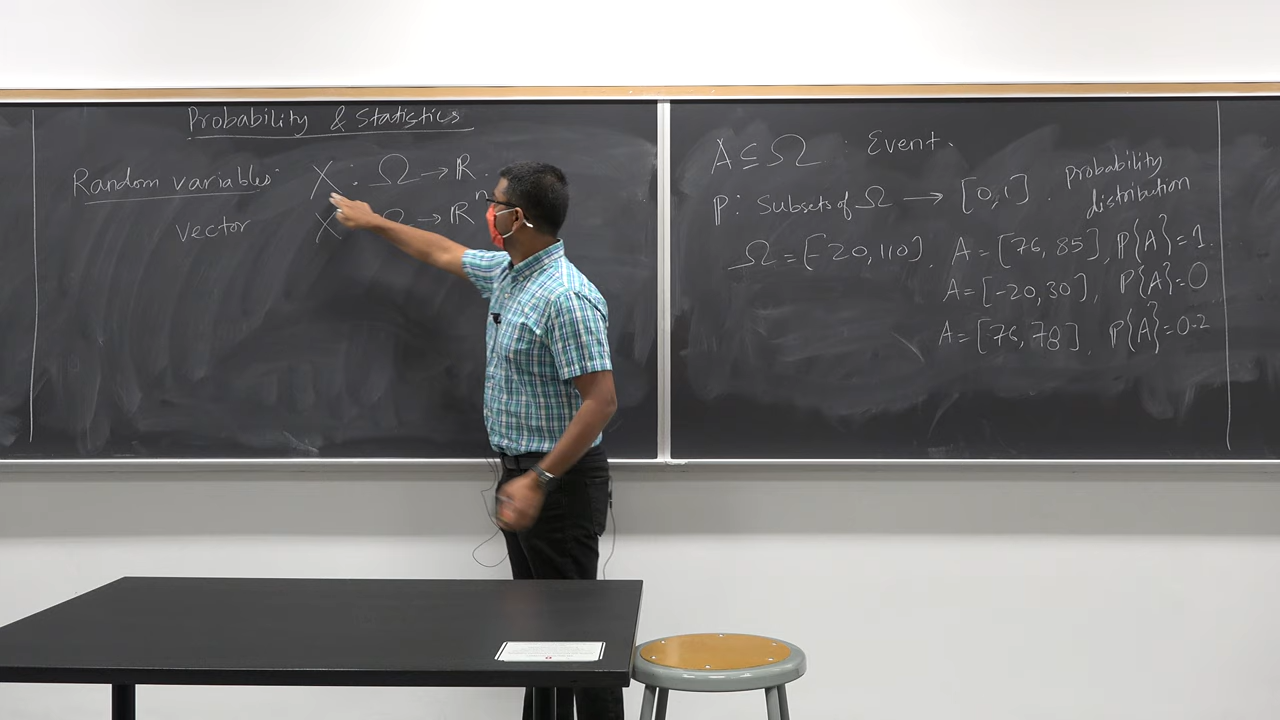 Probability & Statistics
Random variables: X : Ω → ℝ.
vector X Ω → ℝⁿ
A ⊆ Ω : Event.
ℙ: Subsets of Ω → [0,1]. Probability distribution
Ω = [-20,110], A = [76,85], ℙ{A}=1.
A = [-20,30], ℙ{A}=0
A = [76,78], ℙ{A}=0.2